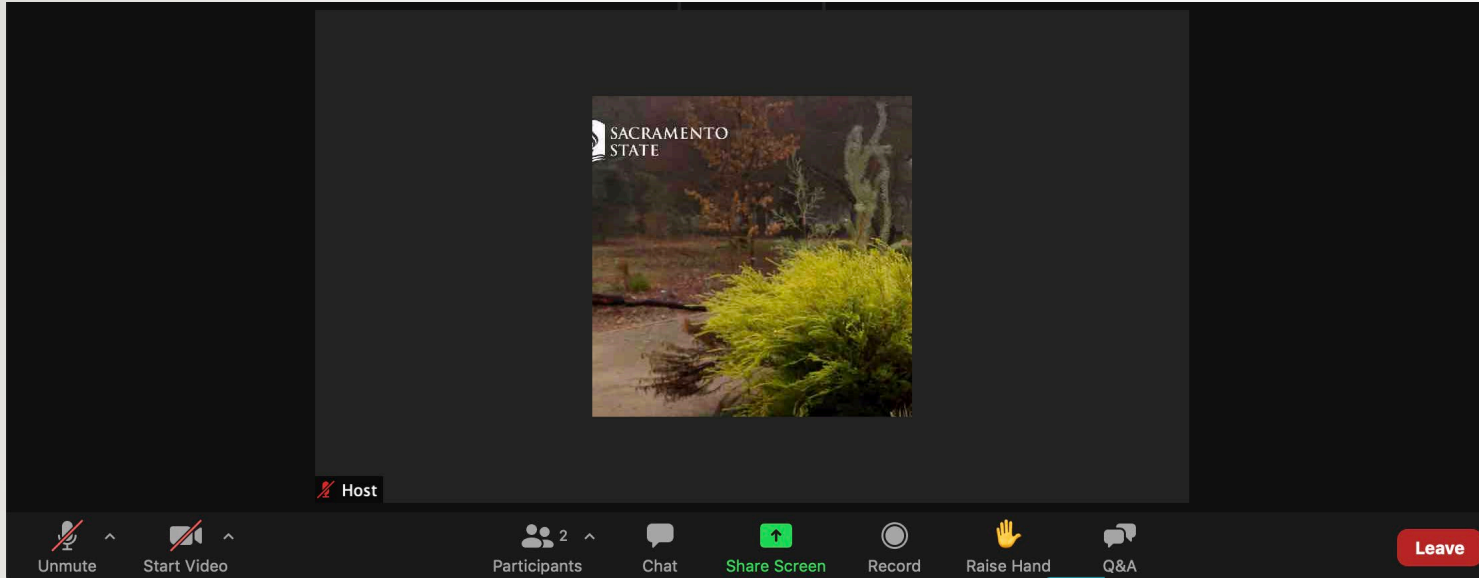 SACRAMENTO
STATE
Host
Unmute
Start Video
2
Participants
Chat
Share Screen
Record
Raise Hand
Q&A
Leave